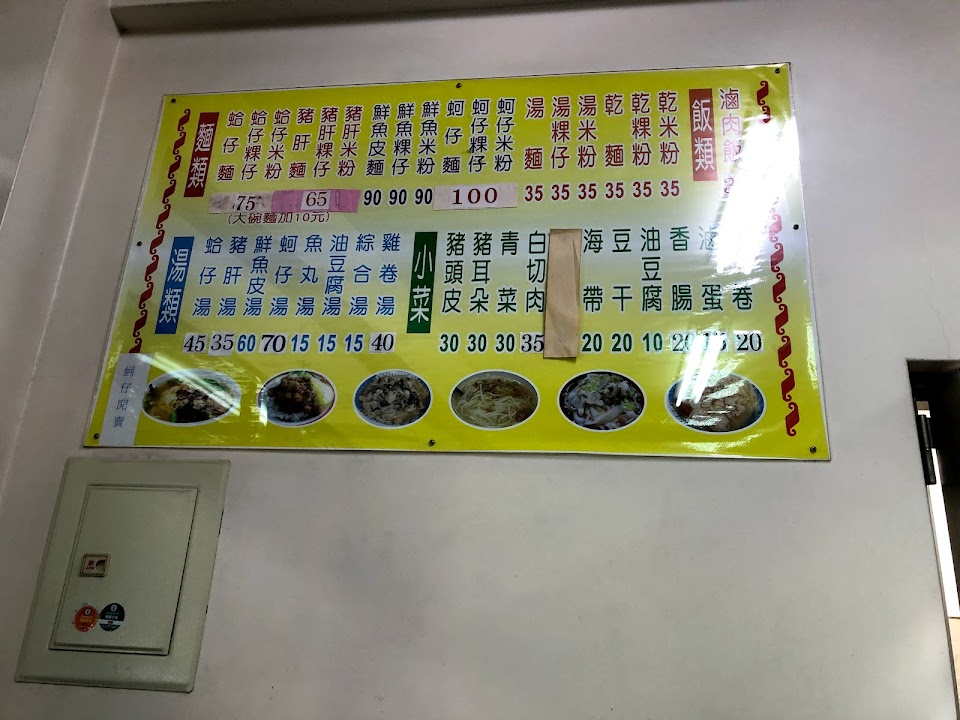 麵類
蛤仔麵
蛤仔粿仔
蛤仔米粉
75
豬肝麵
豬肝粿仔
豬肝米粉
65
鮮魚皮麵 90
鮮魚粿仔 90
鮮魚米粉 90
蚵仔麵
蚵仔粿仔
蚵仔米粉
100
湯麵 35
湯粿仔 35
湯米粉 35
乾麵 35
乾粿粉 35
乾米粉 35
(大碗麵加10元)
飯類
滷肉飯
湯類
蛤仔湯 45
豬肝湯 35
鮮魚皮湯 60
蚵仔湯 70
魚丸湯 15
油豆腐湯 15
綜合湯 15
雞卷湯 40
小菜
豬頭皮 30
豬耳朵 30
青菜 30
白切肉 35
海帶 20
豆干 20
油豆腐 10
香腸 20
滷蛋
卷 20
蚵仔開賣